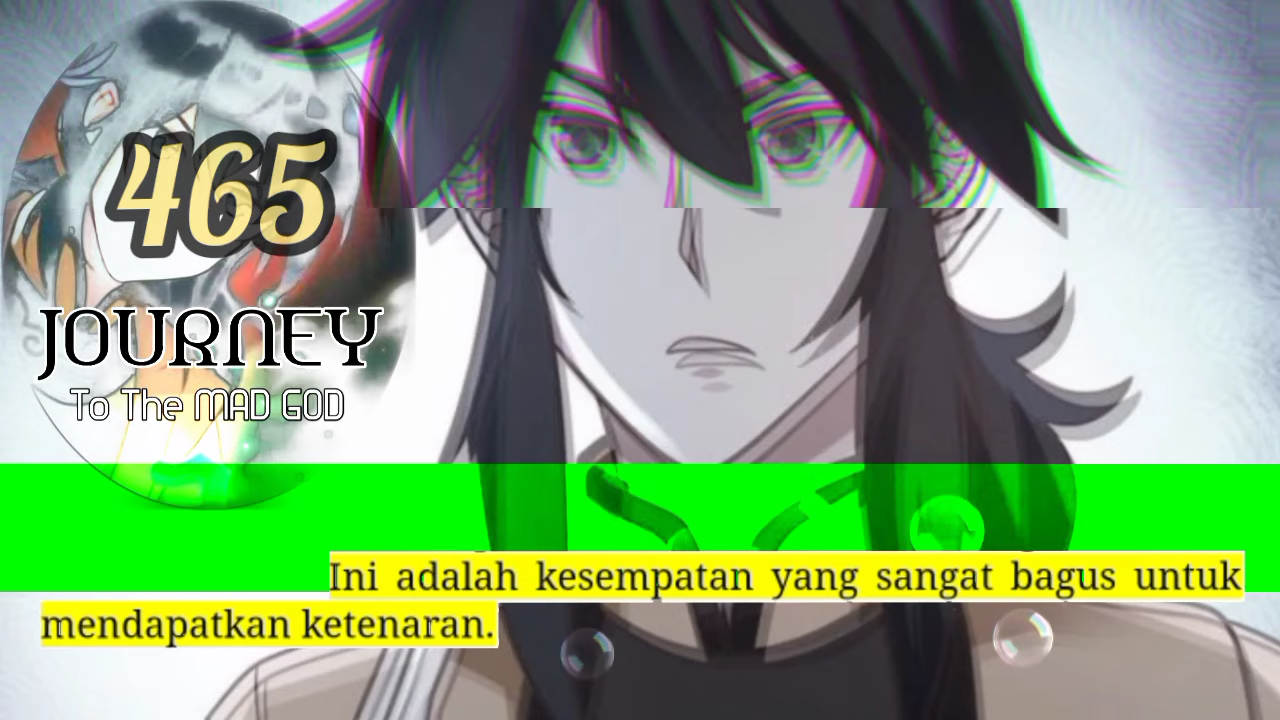 465
JOURNEY
To The MAD GOD
Ini adalah kesempatan yang sangat bagus untuk
mendapatkan ketenaran.